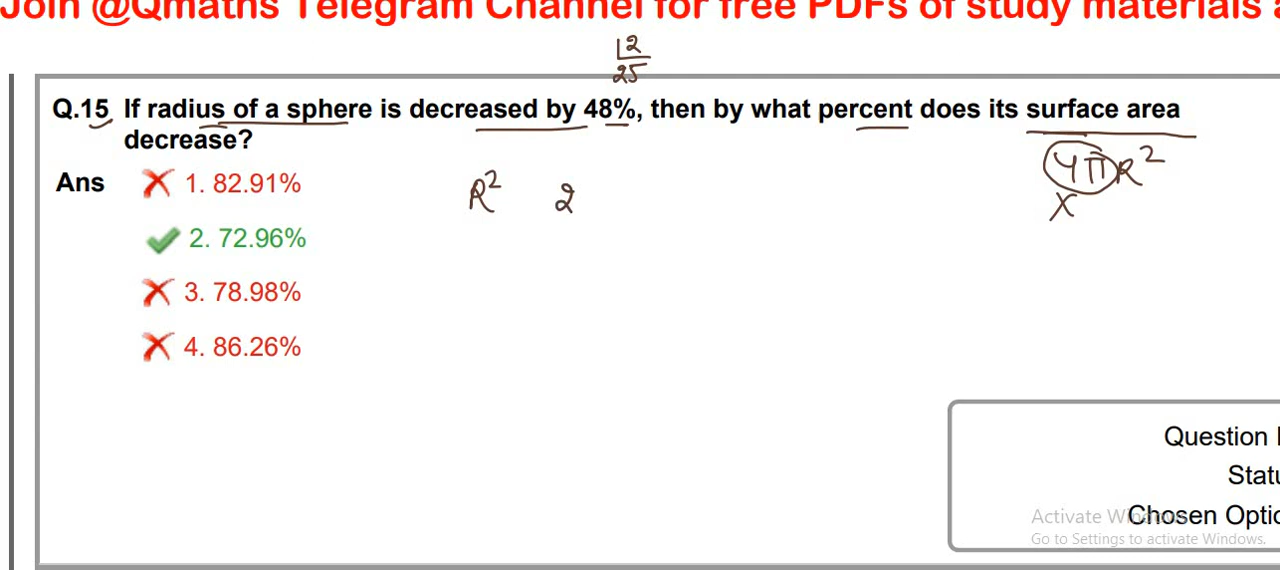 Join @Qmaths Telegram Channel for free PDFs of study materials
12
25
Q.15 If radius of a sphere is decreased by 48%, then by what percent does its surface area
decrease?
4πR²
X
Ans 1. 82.91%
R² 2
2. 72.96%
3. 78.98%
4. 86.26%
Question
Statu
Chosen Optio
Activate Windows
Go to Settings to activate Windows.